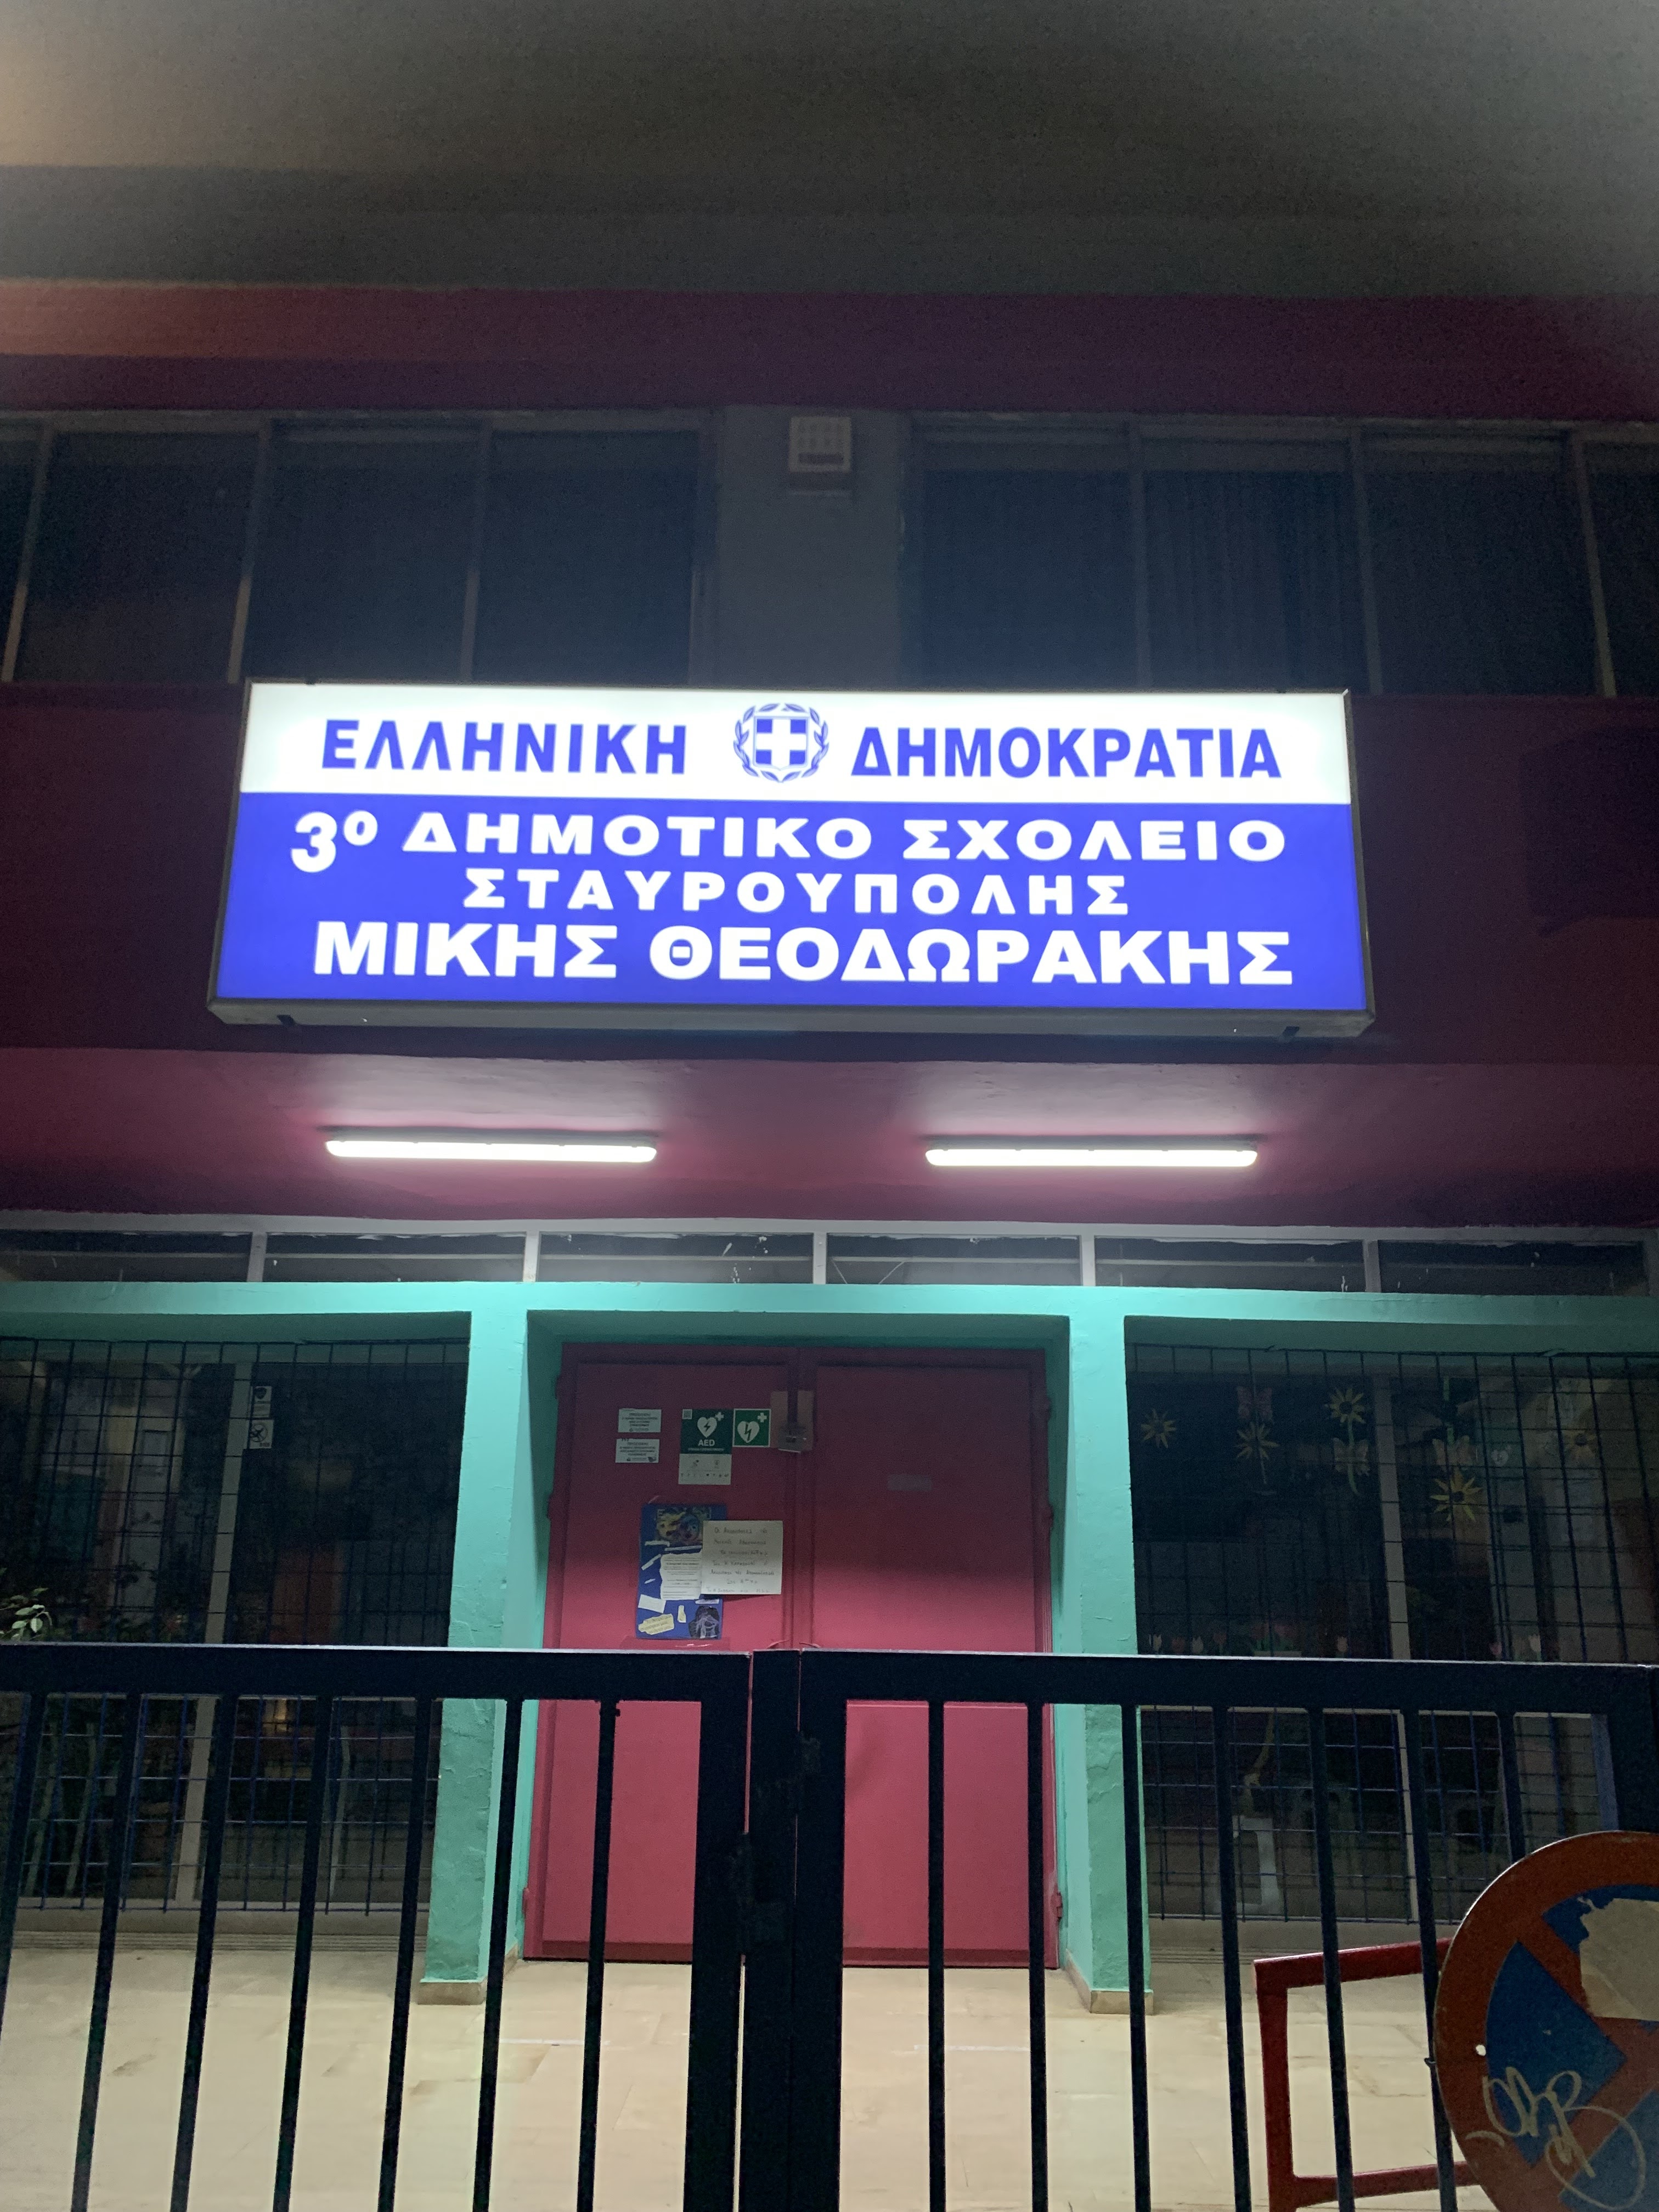 ΕΛΛΗΝΙΚΗ ΔΗΜΟΚΡΑΤΙΑ
3ο ΔΗΜΟΤΙΚΟ ΣΧΟΛΕΙΟ
ΣΤΑΥΡΟΥΠΟΛΗΣ
ΜΙΚΗΣ ΘΕΟΔΩΡΑΚΗΣ
AED